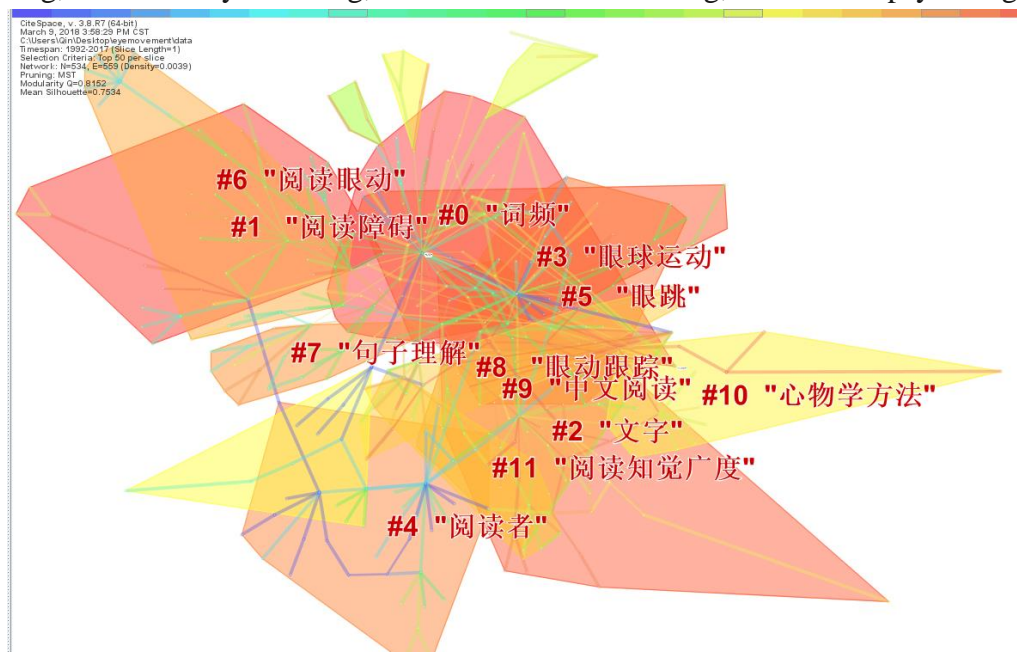 CiteSpace, v. 3.8.R7 (64-bit)
March 9, 2018 3:58:29 PM CST
C:\Users\Qin\Desktop\eyemovement\data
Timespan: 1992-2017 (Slice Length=1)
Selection Criteria: Top 50 per slice
Network: N=534, E=559 (Density=0.0039)
Pruning: MST
Modularity Q=0.8152
Mean Silhouette=0.7534
#6 "阅读眼动"
#0 "词频"
#1 "阅读障碍"
#3 "眼球运动"
#5 "眼跳"
#7 "句子理解"
#8 "眼动跟踪"
#9 "中文阅读"
#10 "心物学方法"
#2 "文字"
#11 "阅读知觉广度"
#4 "阅读者"